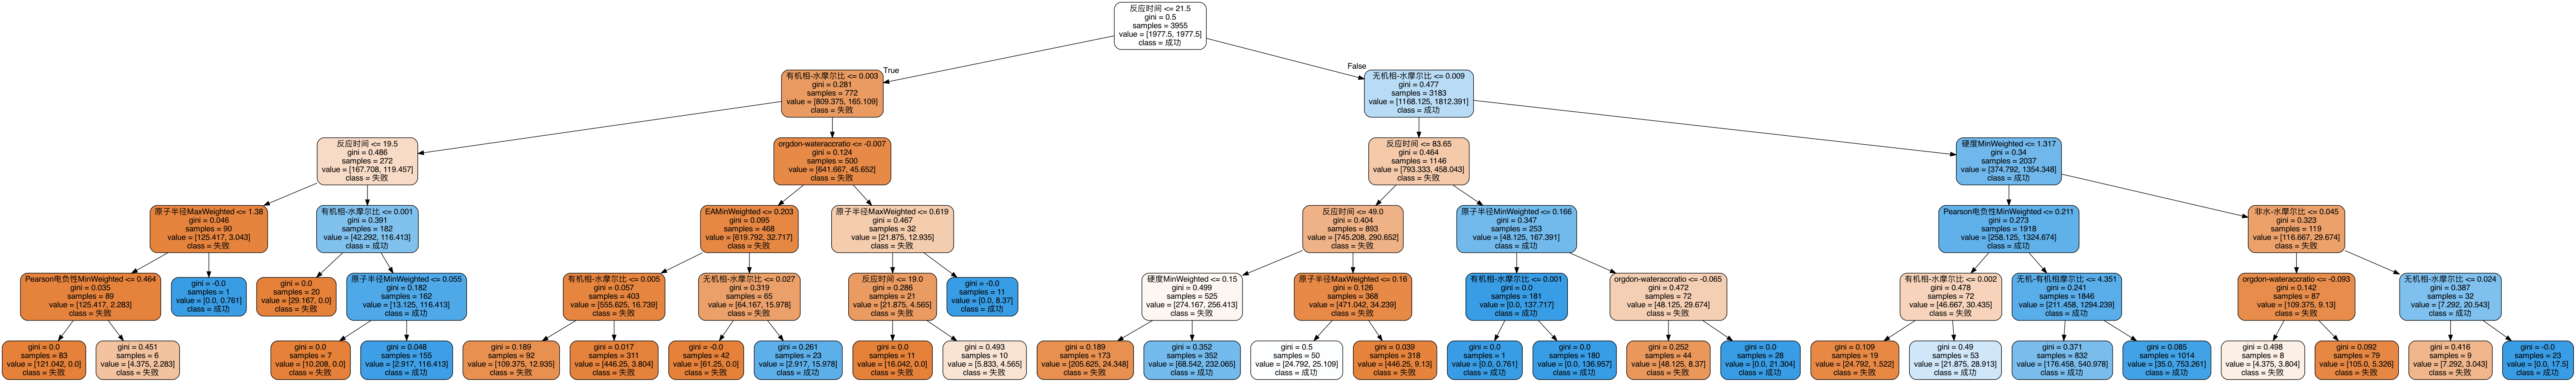 反应时间 <= 21.5
gini = 0.5
samples = 3955
value = [1977.5, 1977.5]
class = 成功
True
False
有机相-水摩尔比 <= 0.003
gini = 0.281
samples = 772
value = [809.375, 165.109]
class = 失败
无机相-水摩尔比 <= 0.009
gini = 0.477
samples = 3183
value = [1168.125, 1812.391]
class = 成功
反应时间 <= 19.5
gini = 0.486
samples = 272
value = [167.708, 119.457]
class = 失败
orgdon-wateraccratio <= -0.007
gini = 0.124
samples = 500
value = [641.667, 45.652]
class = 失败
反应时间 <= 83.65
gini = 0.464
samples = 1146
value = [793.333, 458.043]
class = 失败
硬度MinWeighted <= 1.317
gini = 0.34
samples = 2037
value = [374.792, 1354.348]
class = 成功
原子半径MaxWeighted <= 1.38
gini = 0.046
samples = 90
value = [125.417, 3.043]
class = 失败
有机相-水摩尔比 <= 0.001
gini = 0.391
samples = 182
value = [42.292, 116.413]
class = 成功
EAMinWeighted <= 0.203
gini = 0.095
samples = 468
value = [619.792, 32.717]
class = 失败
原子半径MaxWeighted <= 0.619
gini = 0.467
samples = 32
value = [21.875, 12.935]
class = 失败
反应时间 <= 49.0
gini = 0.404
samples = 893
value = [745.208, 290.652]
class = 失败
原子半径MinWeighted <= 0.166
gini = 0.347
samples = 253
value = [48.125, 167.391]
class = 成功
Pearson电负性MinWeighted <= 0.211
gini = 0.273
samples = 1918
value = [258.125, 1324.674]
class = 成功
非水-水摩尔比 <= 0.045
gini = 0.323
samples = 119
value = [116.667, 29.674]
class = 失败
Pearson电负性MinWeighted <= 0.464
gini = 0.035
samples = 89
value = [125.417, 2.283]
class = 失败
gini = -0.0
samples = 1
value = [0.0, 0.761]
class = 成功
gini = 0.0
samples = 20
value = [29.167, 0.0]
class = 失败
原子半径MinWeighted <= 0.055
gini = 0.182
samples = 162
value = [13.125, 116.413]
class = 成功
有机相-水摩尔比 <= 0.005
gini = 0.057
samples = 403
value = [555.625, 16.739]
class = 失败
无机相-水摩尔比 <= 0.027
gini = 0.319
samples = 65
value = [64.167, 15.978]
class = 失败
反应时间 <= 19.0
gini = 0.286
samples = 21
value = [21.875, 4.565]
class = 失败
gini = -0.0
samples = 11
value = [0.0, 8.37]
class = 成功
硬度MinWeighted <= 0.15
gini = 0.499
samples = 525
value = [274.167, 256.413]
class = 失败
原子半径MaxWeighted <= 0.16
gini = 0.126
samples = 368
value = [471.042, 34.239]
class = 失败
有机相-水摩尔比 <= 0.001
gini = 0.0
samples = 181
value = [0.0, 137.717]
class = 成功
orgdon-wateraccratio <= -0.065
gini = 0.472
samples = 72
value = [48.125, 29.674]
class = 失败
有机相-水摩尔比 <= 0.002
gini = 0.478
samples = 72
value = [46.667, 30.435]
class = 失败
无机-有机相摩尔比 <= 4.351
gini = 0.241
samples = 1846
value = [211.458, 1294.239]
class = 成功
orgdon-wateraccratio <= -0.093
gini = 0.142
samples = 87
value = [109.375, 9.13]
class = 失败
无机相-水摩尔比 <= 0.024
gini = 0.387
samples = 32
value = [7.292, 20.543]
class = 成功
gini = 0.0
samples = 83
value = [121.042, 0.0]
class = 失败
gini = 0.451
samples = 6
value = [4.375, 2.283]
class = 失败
gini = 0.0
samples = 7
value = [10.208, 0.0]
class = 失败
gini = 0.048
samples = 155
value = [2.917, 116.413]
class = 成功
gini = 0.189
samples = 92
value = [109.375, 12.935]
class = 失败
gini = 0.017
samples = 311
value = [446.25, 3.804]
class = 失败
gini = -0.0
samples = 42
value = [61.25, 0.0]
class = 失败
gini = 0.261
samples = 23
value = [2.917, 15.978]
class = 成功
gini = 0.0
samples = 11
value = [16.042, 0.0]
class = 失败
gini = 0.493
samples = 10
value = [5.833, 4.565]
class = 失败
gini = 0.189
samples = 173
value = [205.625, 24.348]
class = 失败
gini = 0.352
samples = 352
value = [68.542, 232.065]
class = 成功
gini = 0.5
samples = 50
value = [24.792, 25.109]
class = 成功
gini = 0.039
samples = 318
value = [446.25, 9.13]
class = 失败
gini = 0.0
samples = 1
value = [0.0, 0.761]
class = 成功
gini = 0.0
samples = 180
value = [0.0, 136.957]
class = 成功
gini = 0.252
samples = 44
value = [48.125, 8.37]
class = 失败
gini = 0.0
samples = 28
value = [0.0, 21.304]
class = 成功
gini = 0.109
samples = 19
value = [24.792, 1.522]
class = 失败
gini = 0.49
samples = 53
value = [21.875, 28.913]
class = 成功
gini = 0.371
samples = 832
value = [176.458, 540.978]
class = 成功
gini = 0.085
samples = 1014
value = [35.0, 753.261]
class = 成功
gini = 0.498
samples = 8
value = [4.375, 3.804]
class = 失败
gini = 0.092
samples = 79
value = [105.0, 5.326]
class = 失败
gini = 0.416
samples = 9
value = [7.292, 3.043]
class = 失败
gini = -0.0
samples = 23
value = [0.0, 17.5]
class = 成功